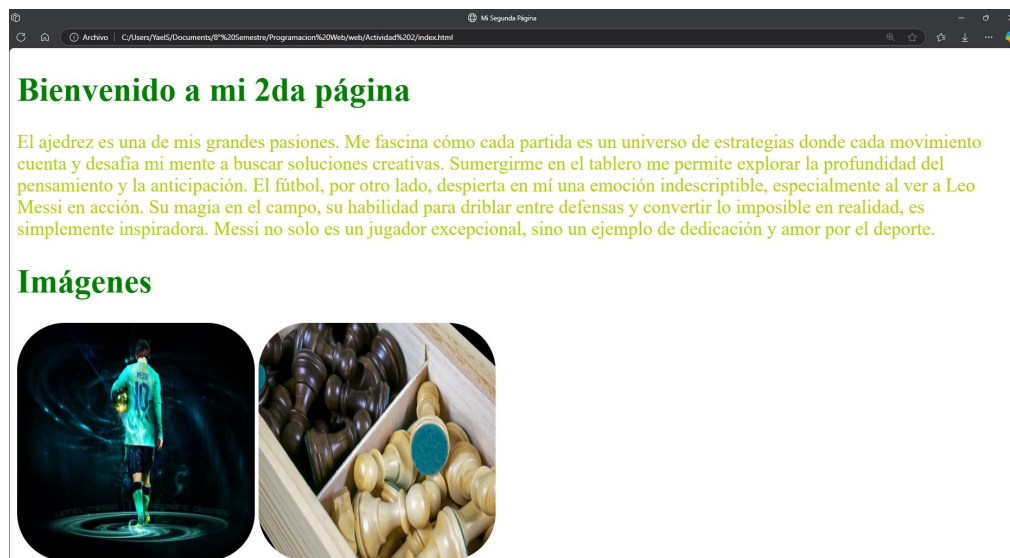 Mi Segunda Página
Archivo | C:/Users/YaelS/Documents/8°%20Semestre/Programacion%20Web/web/Actividad%202/index.html
Bienvenido a mi 2da página
El ajedrez es una de mis grandes pasiones. Me fascina cómo cada partida es un universo de estrategias donde cada movimiento
cuenta y desafía mi mente a buscar soluciones creativas. Sumergirme en el tablero me permite explorar la profundidad del
pensamiento y la anticipación. El fútbol, por otro lado, despierta en mí una emoción indescriptible, especialmente al ver a Leo
Messi en acción. Su magia en el campo, su habilidad para driblar entre defensas y convertir lo imposible en realidad, es
simplemente inspiradora. Messi no solo es un jugador excepcional, sino un ejemplo de dedicación y amor por el deporte.
Imágenes
MESSI
10